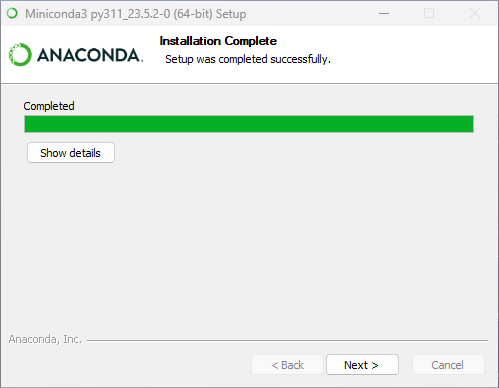 Miniconda3 py311_23.5.2-0 (64-bit) Setup
Installation Complete
Setup was completed successfully.
ANACONDA.
Completed
Show details
Anaconda, Inc.
< Back
Next >
Cancel